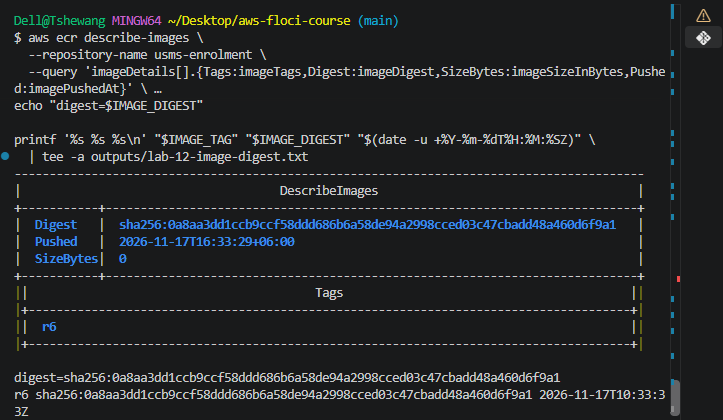 Dell@Tshewang MINGW64 ~/Desktop/aws-floci-course (main)
$ aws ecr describe-images \
--repository-name usms-enrolment \
--query 'imageDetails[].{Tags:imageTags,Digest:imageDigest,SizeBytes:imageSizeInBytes,Pushe
d:imagePushedAt}' \ …
echo "digest=$IMAGE_DIGEST"
printf '%s %s %s\n' "$IMAGE_TAG" "$IMAGE_DIGEST" "$(date -u +%Y-%m-%dT%H:%M:%SZ)" \
| tee -a outputs/lab-12-image-digest.txt
DescribeImages
Digest | sha256:0a8aa3dd1ccb9ccf58ddd686b6a58de94a2998cced03c47cbadd48a460d6f9a1
Pushed | 2026-11-17T16:33:29+06:00
SizeBytes| 0
Tags
r6
digest=sha256:0a8aa3dd1ccb9ccf58ddd686b6a58de94a2998cced03c47cbadd48a460d6f9a1
r6 sha256:0a8aa3dd1ccb9ccf58ddd686b6a58de94a2998cced03c47cbadd48a460d6f9a1 2026-11-17T10:33:3
3Z